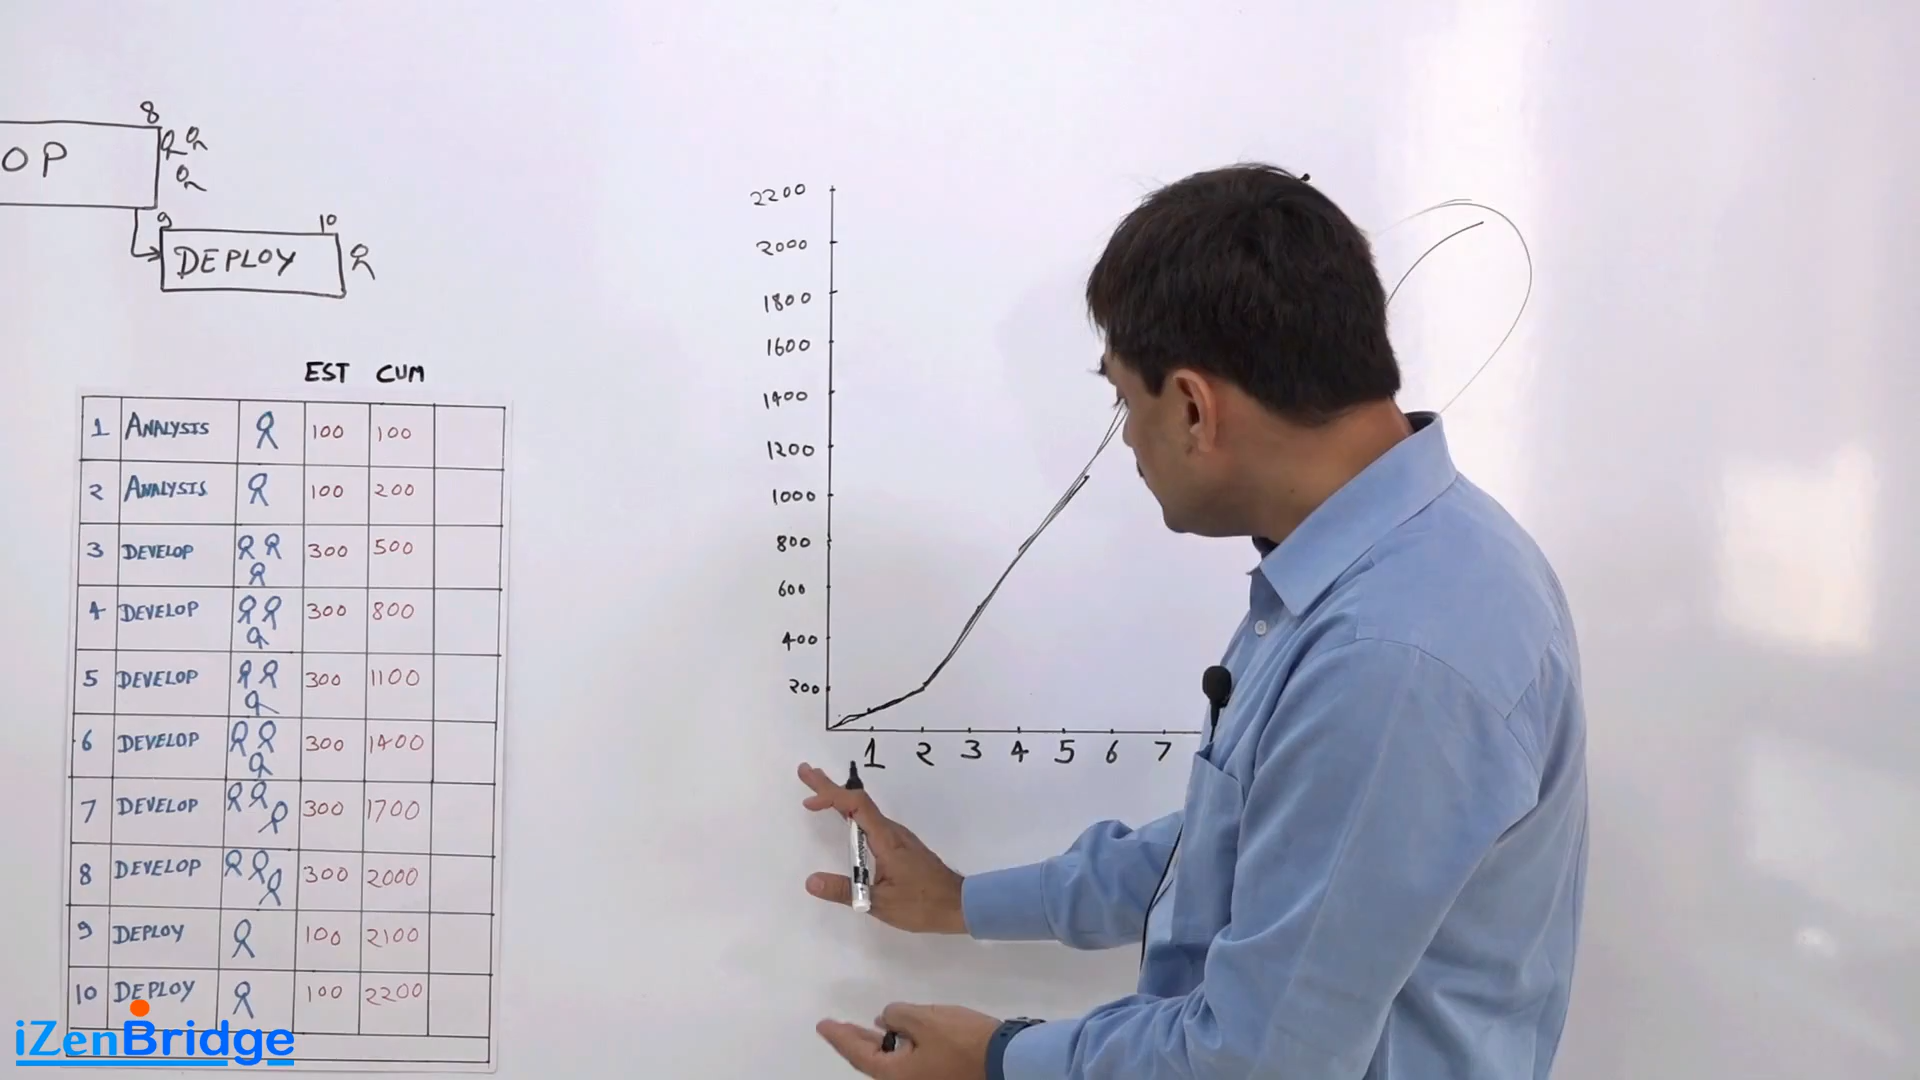 8
OP
9 10
DEPLOY
EST CUM
1 ANALYSIS 100 100
2 ANALYSIS 100 200
3 DEVELOP 300 500
4 DEVELOP 300 800
5 DEVELOP 300 1100
6 DEVELOP 300 1400
7 DEVELOP 300 1700
8 DEVELOP 300 2000
9 DEPLOY 100 2100
10 DEPLOY 100 2200
iZenBridge
2200
2000
1800
1600
1400
1200
1000
800
600
400
200
1 2 3 4 5 6 7